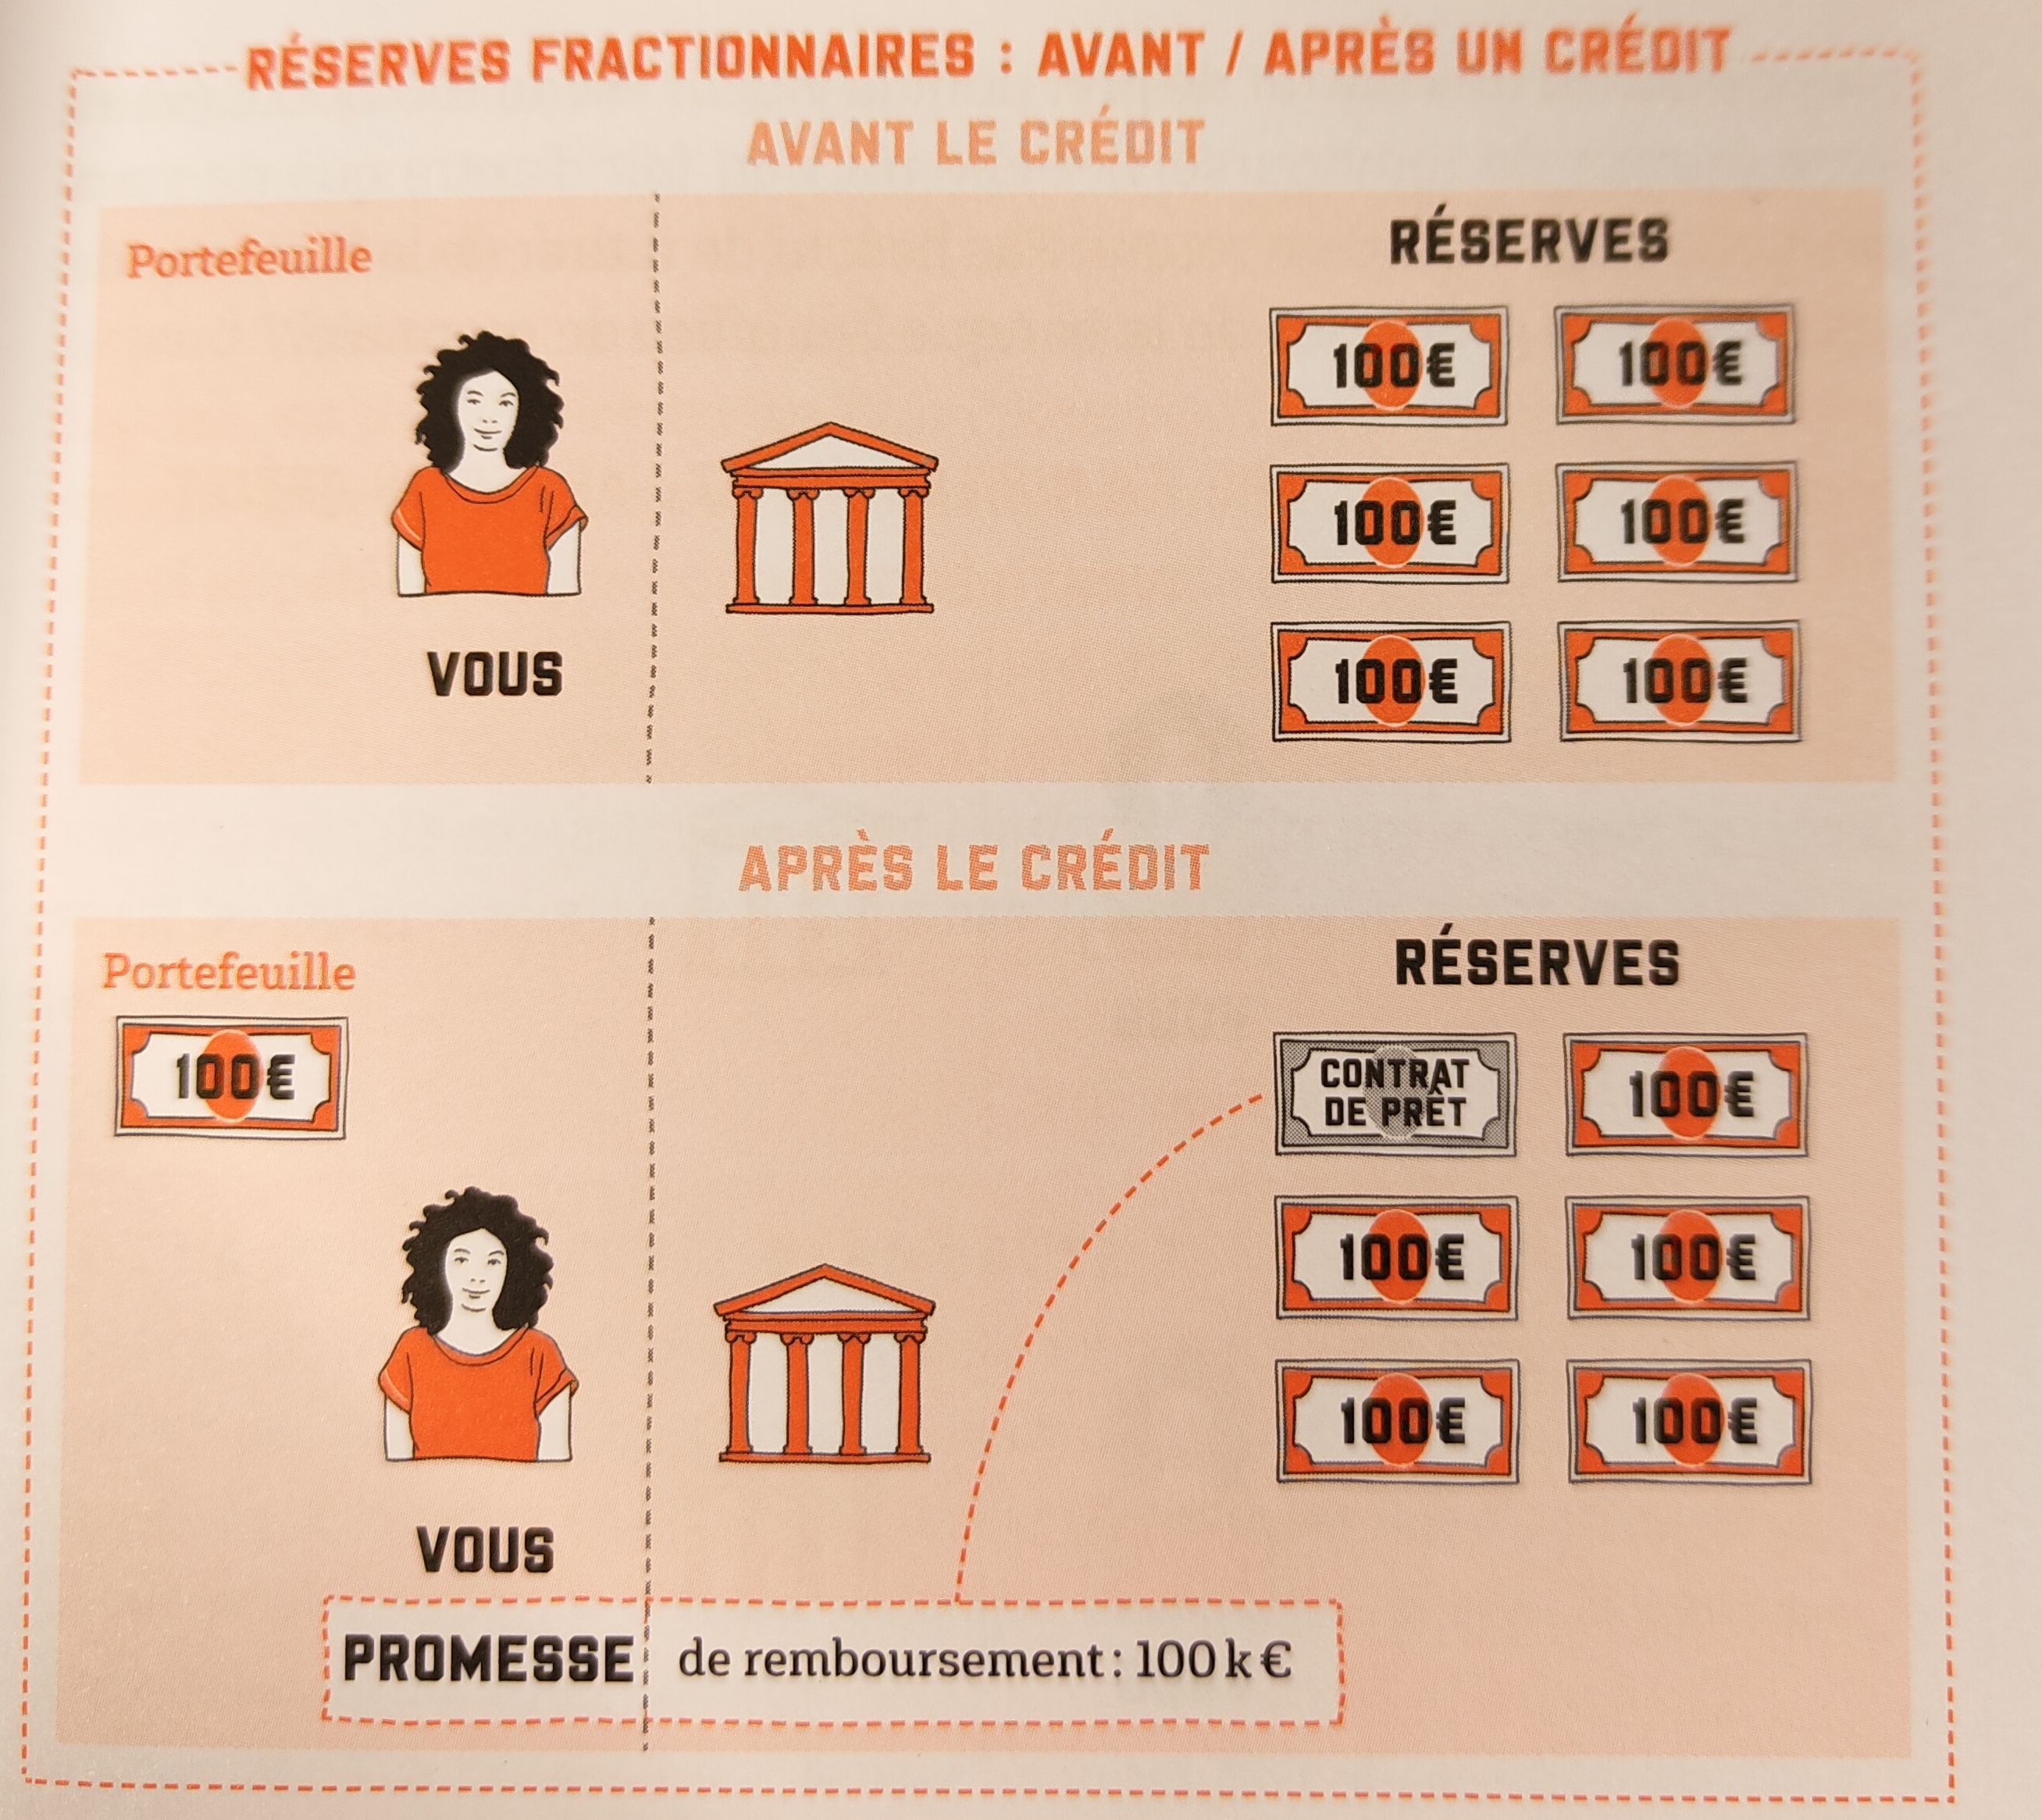 RÉSERVES FRACTIONNAIRES : AVANT / APRÈS UN CRÉDIT
AVANT LE CRÉDIT
Portefeuille
RÉSERVES
100€ 100€
100€ 100€
100€ 100€
VOUS
APRÈS LE CRÉDIT
Portefeuille
100€
RÉSERVES
CONTRAT
DE PRÊT
100€
100€ 100€
100€ 100€
VOUS
PROMESSE de remboursement : 100 k €